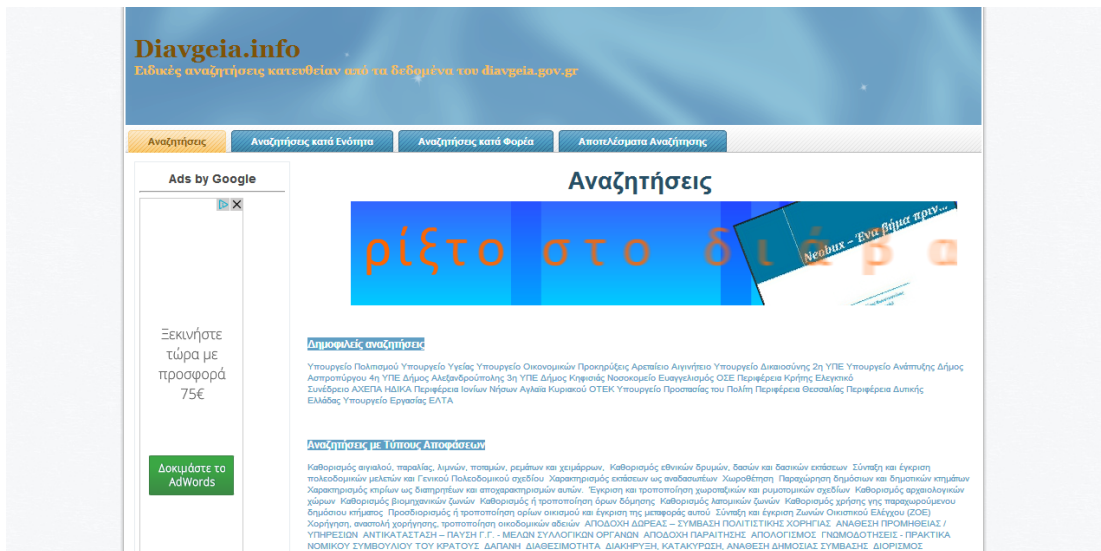 Diavgeia.info
Ειδικές αναζητήσεις κατευθείαν από τα δεδομένα του diavgeia.gov.gr
Αναζητήσεις
Αναζητήσεις κατά Ενότητα
Αναζητήσεις κατά Φορέα
Αποτελέσματα Αναζήτησης
Ads by Google
Ξεκινήστε
τώρα με
προσφορά
75€
Δοκιμάστε το
AdWords
Αναζητήσεις
ρίξτο στο διάβα
Neobux – Ένα βήμα πριν...
Δημοφιλείς αναζητήσεις
Υπουργείο Πολιτισμού Υπουργείο Υγείας Υπουργείο Οικονομικών Προκηρύξεις Αρεταίειο Αιγινήτειο Υπουργείο Δικαιοσύνης 2η ΥΠΕ Υπουργείο Ανάπτυξης Δήμος
Ασπροπύργου 4η ΥΠΕ Δήμος Αλεξανδρούπολης 3η ΥΠΕ Δήμος Κηφισιάς Νοσοκομείο Ευαγγελισμός ΟΣΕ Περιφέρεια Κρήτης Ελεγκτικό
Συνέδρειο ΑΧΕΠΑ ΗΔΙΚΑ Περιφέρεια Ιονίων Νήσων Αγλαϊα Κυριακού ΟΤΕΚ Υπουργείο Προστασίας του Πολίτη Περιφέρεια Θεσσαλίας Περιφέρεια Δυτικής
Ελλάδας Υπουργείο Εργασίας ΕΛΤΑ
Αναζητήσεις με Τύπους Αποφάσεων
Καθορισμός αιγιαλού, παραλίας, λιμνών, ποταμών, ρεμάτων και χειμάρρων, Καθορισμός εθνικών δρυμών, δασών και δασικών εκτάσεων Σύνταξη και έγκριση
πολεοδομικών μελετών και Γενικού Πολεοδομικού σχεδίου Χαρακτηρισμός εκτάσεων ως αναδασωτέων Χωροθέτηση Παραχώρηση δημόσιων και δημοτικών κτημάτων
Χαρακτηρισμός κτιρίων ως διατηρητέων και αποχαρακτηρισμών αυτών. Έγκριση και τροποποίηση χωροταξικών και ρυμοτομικών σχεδίων Καθορισμός αρχαιολογικών
χώρων Καθορισμός βιομηχανικών ζωνών Καθορισμός ή τροποποίηση όρων δόμησης Καθορισμός λατομικών ζωνών Καθορισμός χρήσης γης παραχωρούμενου
δημόσιου κτήματος Προσδιορισμός ή τροποποίηση ορίων οικισμού και έγκριση της μεταφοράς αυτού Σύνταξη και έγκριση Ζωνών Οικιστικού Ελέγχου (ΖΟΕ)
Χορήγηση, αναστολή χορήγησης, τροποποίηση οικοδομικών αδειών ΑΠΟΔΟΧΗ ΔΩΡΕΑΣ – ΣΥΜΒΑΣΗ ΠΟΛΙΤΙΣΤΙΚΗΣ ΧΟΡΗΓΙΑΣ ΑΝΑΘΕΣΗ ΠΡΟΜΗΘΕΙΑΣ /
ΥΠΗΡΕΣΙΩΝ ΑΝΤΙΚΑΤΑΣΤΑΣΗ – ΠΑΥΣΗ Γ.Γ. - ΜΕΛΩΝ ΣΥΛΛΟΓΙΚΩΝ ΟΡΓΑΝΩΝ ΑΠΟΔΟΧΗ ΠΑΡΑΙΤΗΣΗΣ ΑΠΟΛΟΓΙΣΜΟΣ ΓΝΩΜΟΔΟΤΗΣΕΙΣ - ΠΡΑΚΤΙΚΑ
ΝΟΜΙΚΟΥ ΣΥΜΒΟΥΛΙΟΥ ΤΟΥ ΚΡΑΤΟΥΣ ΔΑΠΑΝΗ ΔΙΑΘΕΣΙΜΟΤΗΤΑ ΔΙΑΚΗΡΥΞΗ, ΚΑΤΑΚΥΡΩΣΗ, ΑΝΑΘΕΣΗ ΔΗΜΟΣΙΑΣ ΣΥΜΒΑΣΗΣ ΔΙΟΡΙΣΜΟΣ